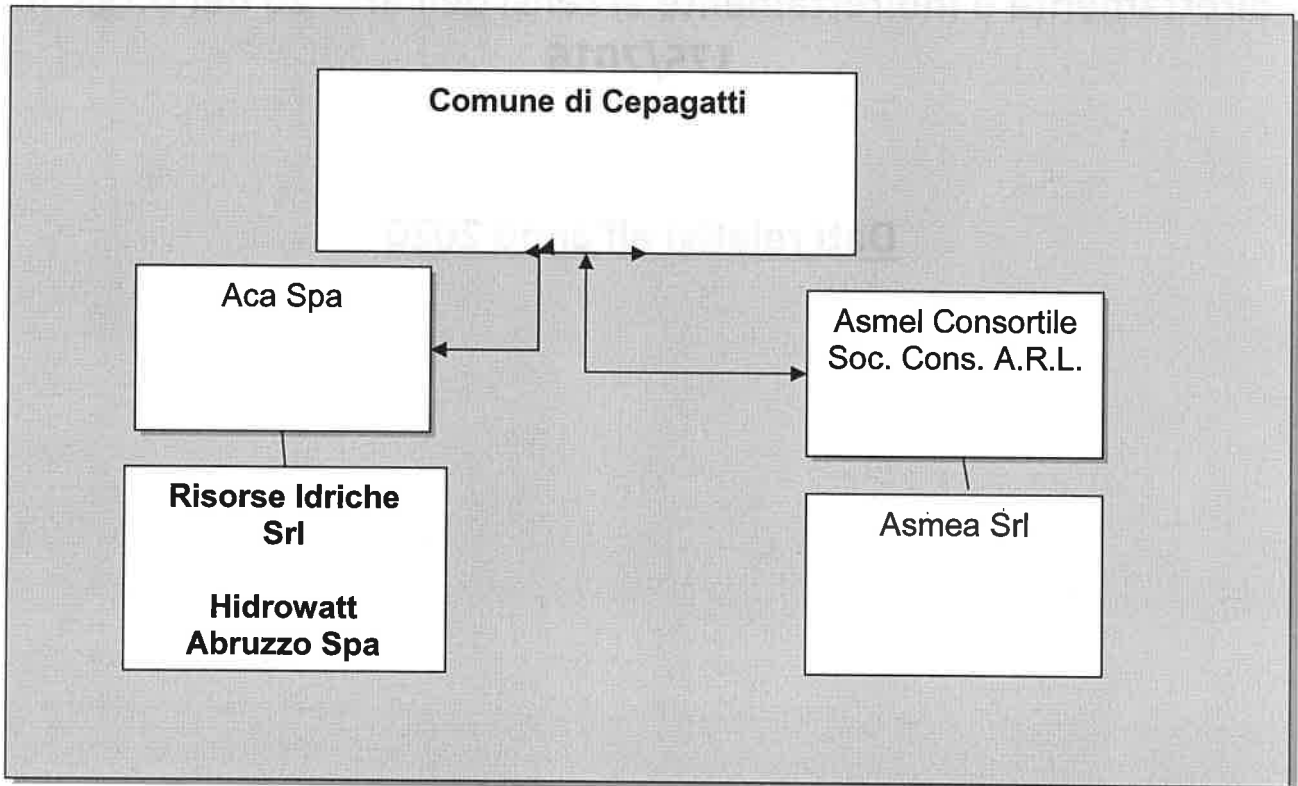 Comune di Cepagatti
Aca Spa
Asmel Consortile
Soc. Cons. A.R.L.
Risorse Idriche
Srl
Hidrowatt
Abruzzo Spa
Asmea Srl